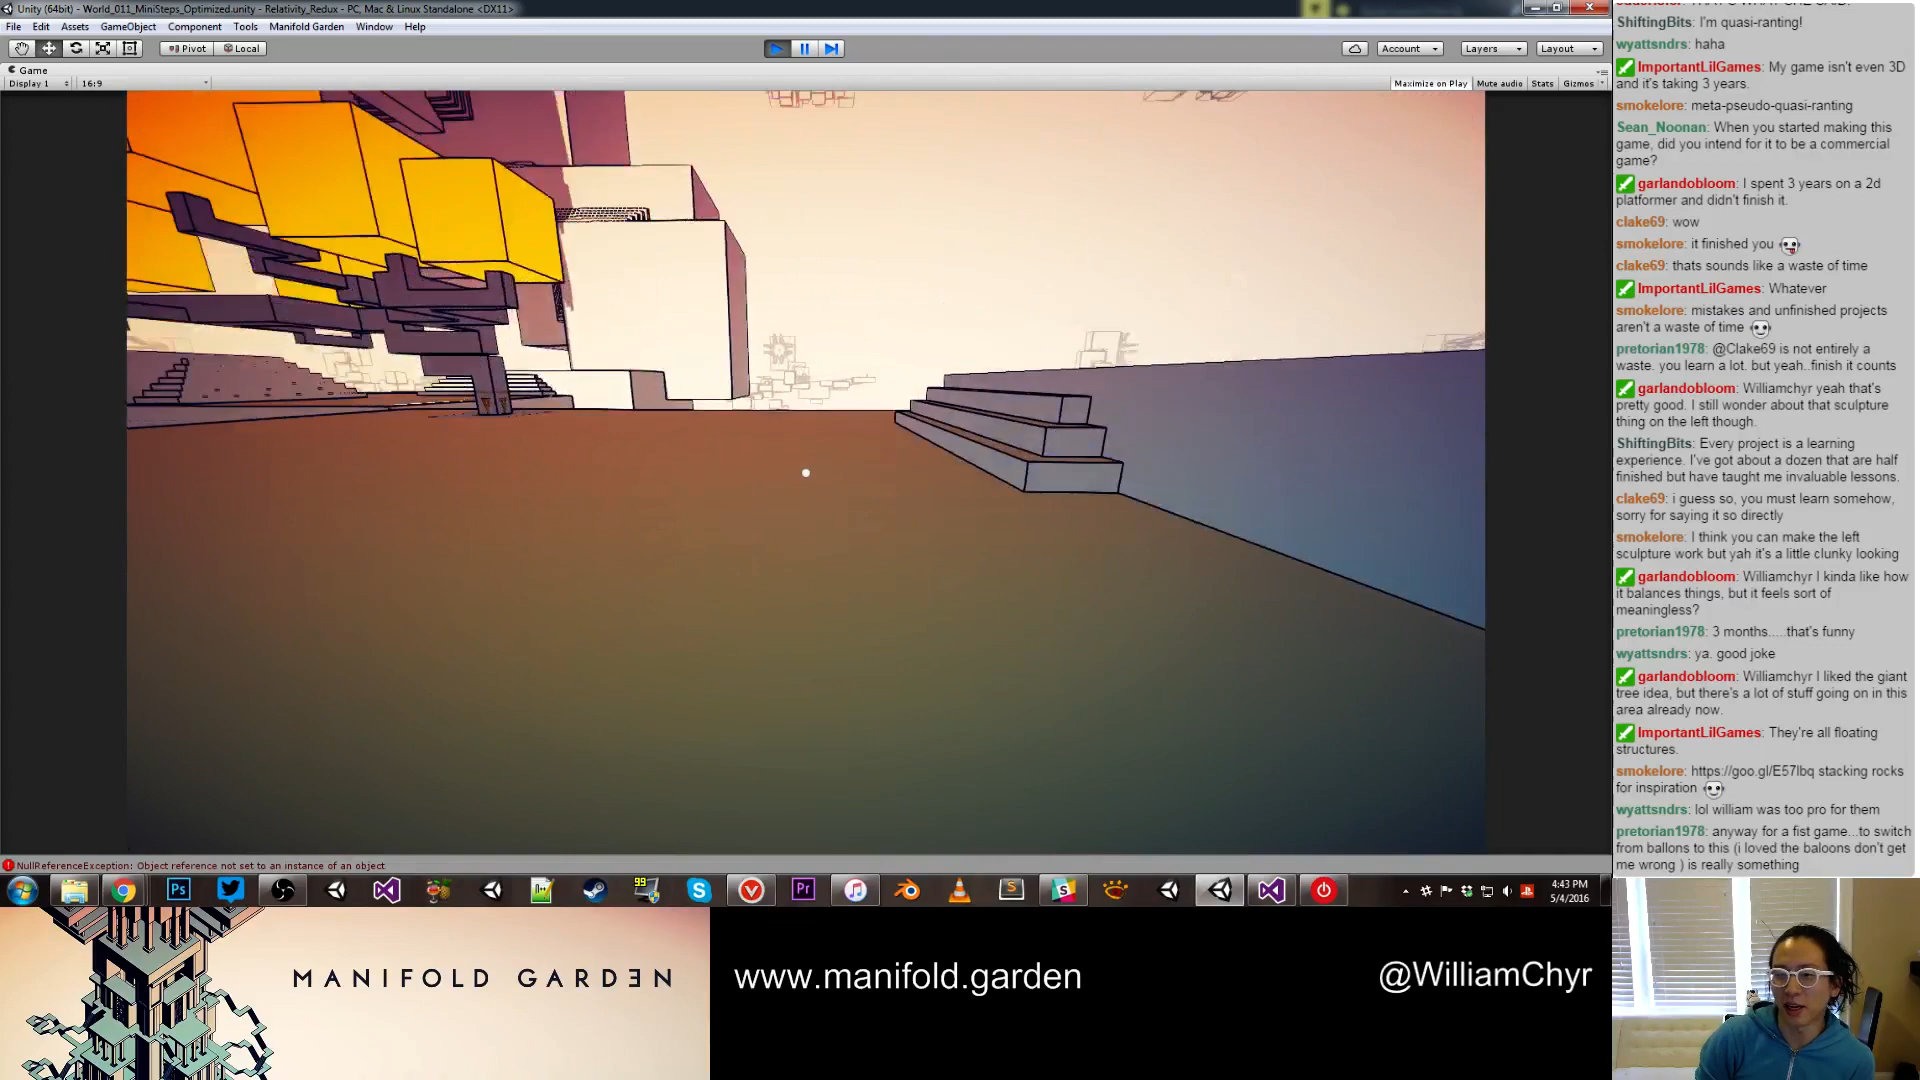 Unity (64bit) - World_011_MiniSteps_Optimized.unity - Relativity_Redux - PC, Mac & Linux Standalone <DX11>
File Edit Assets GameObject Component Tools Manifold Garden Window Help
Pivot Local Account Layers Layout
Game
Display 1 16:9 Maximize on Play Mute audio Stats Gizmos
ShiftingBits: I'm quasi-ranting!
wyattsndrs: haha
ImportantLilGames: My game isn't even 3D
and it's taking 3 years.
smokelore: meta-pseudo-quasi-ranting
Sean_Noonan: When you started making this
game, did you intend for it to be a commercial
game?
garlandobloom: I spent 3 years on a 2d
platformer and didn't finish it.
clake69: wow
smokelore: it finished you
clake69: thats sounds like a waste of time
ImportantLilGames: Whatever
smokelore: mistakes and unfinished projects
aren't a waste of time
pretorian1978: @Clake69 is not entirely a
waste. you learn a lot. but yeah..finish it counts
garlandobloom: Williamchyr yeah that's
pretty good. I still wonder about that sculpture
thing on the left though.
ShiftingBits: Every project is a learning
experience. I've got about a dozen that are half
finished but have taught me invaluable lessons.
clake69: i guess so, you must learn somehow,
sorry for saying it so directly
smokelore: I think you can make the left
sculpture work but yah it's a little clunky looking
garlandobloom: Williamchyr I kinda like how
it balances things, but it feels sort of
meaningless?
pretorian1978: 3 months.....that's funny
wyattsndrs: ya. good joke
garlandobloom: Williamchyr I liked the giant
tree idea, but there's a lot of stuff going on in this
area already now.
ImportantLilGames: They're all floating
structures.
smokelore: https://goo.gl/E57lbq stacking rocks
for inspiration
wyattsndrs: lol william was too pro for them
pretorian1978: anyway for a fist game...to switch
from ballons to this (i loved the baloons don't get
me wrong ) is really something
NullReferenceException: Object reference not set to an instance of an object
Ps 99 Pr S
4:43 PM
5/4/2016
MANIFOLD GARDƎN
www.manifold.garden
@WilliamChyr